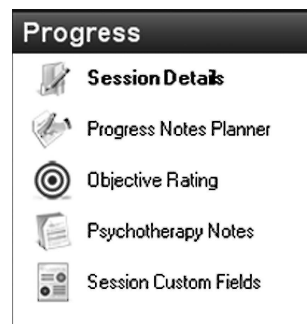 Progress
Session Details
Progress Notes Planner
Objective Rating
Psychotherapy Notes
Session Custom Fields